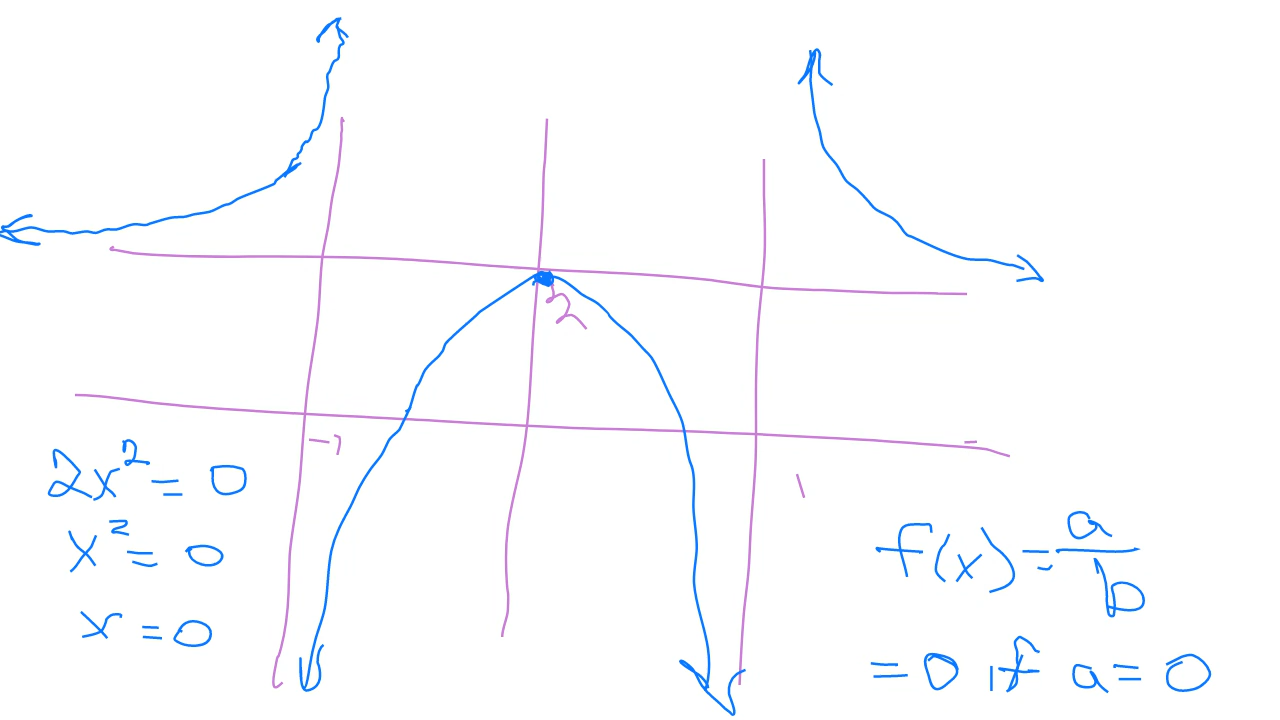 2x² = 0
x² = 0
x = 0
f(x) = a/b
= 0 if a = 0